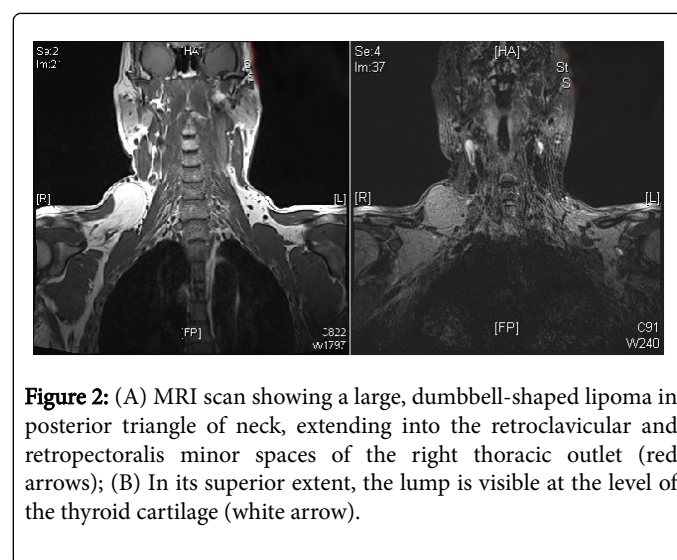 Se:2
Im:21
[HA]
S
[R]
[L]
[FP]
C822
W1797
Se:4
Im:37
[HA]
St
S
[R]
[L]
[FP]
C91
W240
Figure 2: (A) MRI scan showing a large, dumbbell-shaped lipoma in
posterior triangle of neck, extending into the retroclavicular and
retropectoralis minor spaces of the right thoracic outlet (red
arrows); (B) In its superior extent, the lump is visible at the level of
the thyroid cartilage (white arrow).